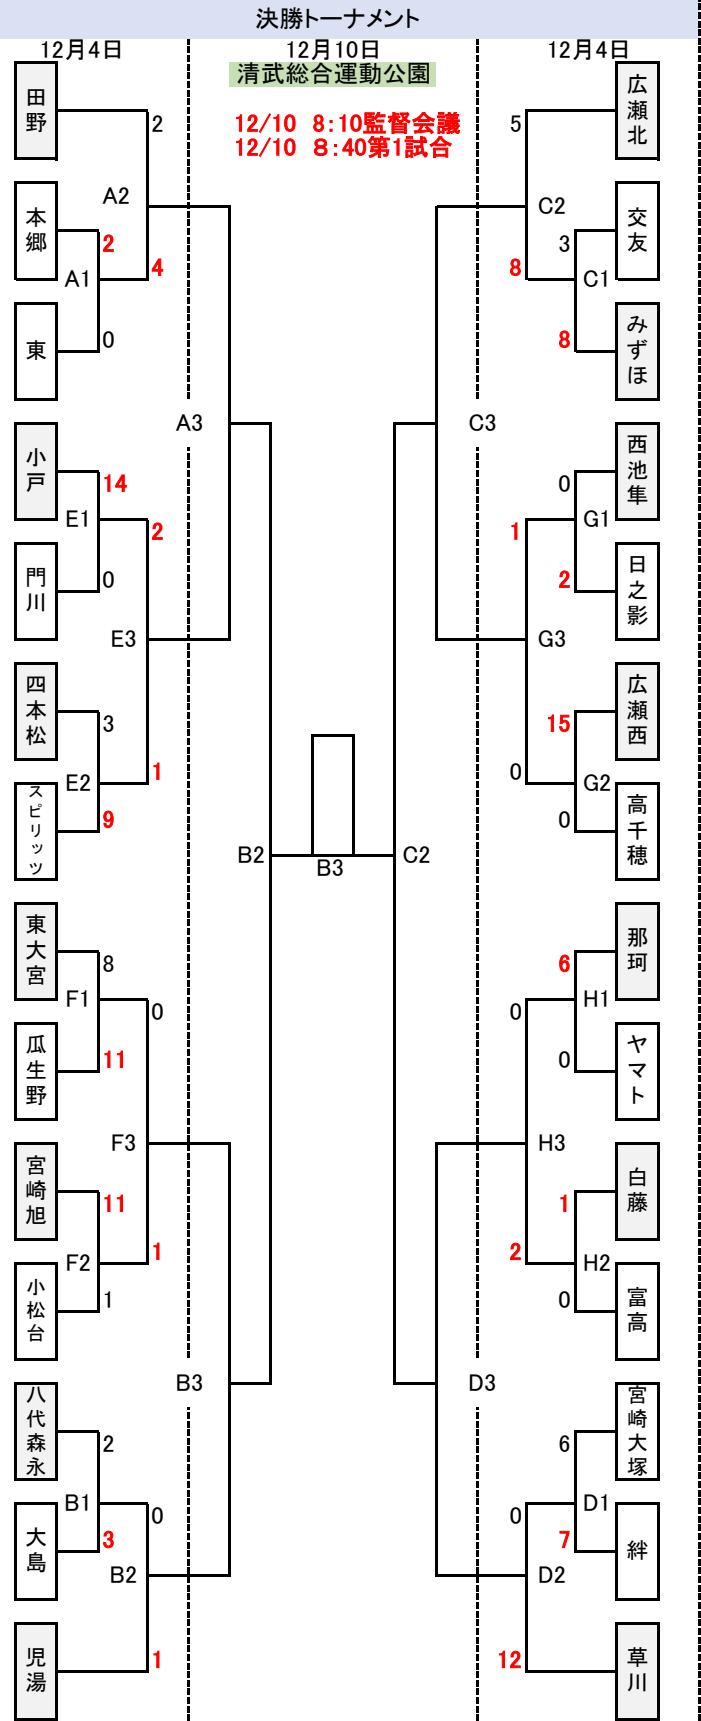 決勝トーナメント
12月4日
12月10日
12月4日
清武総合運動公園
12/10 8:10監督会議
12/10 8:40第1試合
田野
2
A2
本郷
2
A1
4
東
0
A3
小戸
14
E1
2
門川
0
E3
四本松
3
E2
1
スピリッツ
9
B2
東大宮
8
F1
0
瓜生野
11
F3
宮崎旭
11
F2
1
小松台
1
B3
八代森永
2
B1
0
大島
3
B2
児湯
1
B3
広瀬北
5
C2
交友
3
8
C1
みずほ
8
C3
西池隼
0
G1
1
日之影
2
G3
広瀬西
15
0
G2
高千穂
0
C2
那珂
6
H1
0
ヤマト
0
H3
白藤
1
2
H2
富高
0
D3
宮崎大塚
6
D1
0
絆
7
D2
草川
12